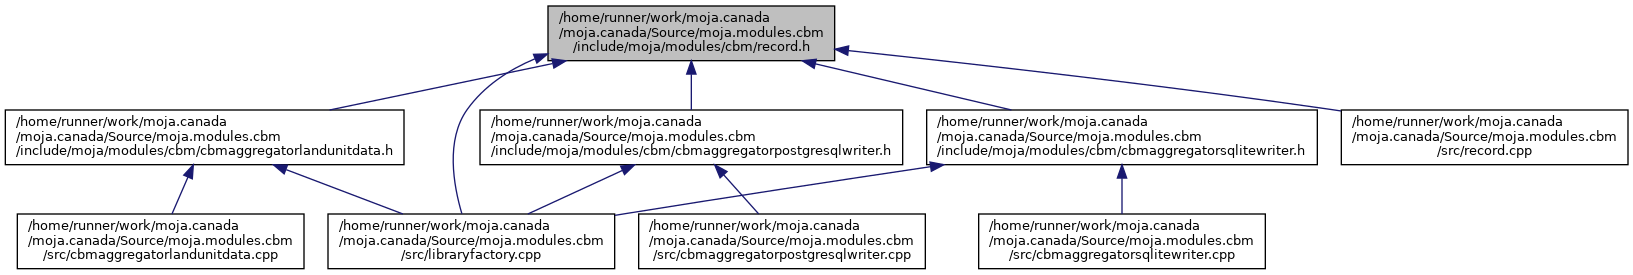 /home/runner/work/moja.canada
/moja.canada/Source/moja.modules.cbm
/include/moja/modules/cbm/record.h
/home/runner/work/moja.canada
/moja.canada/Source/moja.modules.cbm
/include/moja/modules/cbm/cbmaggregatorlandunitdata.h
/home/runner/work/moja.canada
/moja.canada/Source/moja.modules.cbm
/include/moja/modules/cbm/cbmaggregatorpostgresqlwriter.h
/home/runner/work/moja.canada
/moja.canada/Source/moja.modules.cbm
/include/moja/modules/cbm/cbmaggregatorsqlitewriter.h
/home/runner/work/moja.canada
/moja.canada/Source/moja.modules.cbm
/src/record.cpp
/home/runner/work/moja.canada
/moja.canada/Source/moja.modules.cbm
/src/cbmaggregatorlandunitdata.cpp
/home/runner/work/moja.canada
/moja.canada/Source/moja.modules.cbm
/src/libraryfactory.cpp
/home/runner/work/moja.canada
/moja.canada/Source/moja.modules.cbm
/src/cbmaggregatorpostgresqlwriter.cpp
/home/runner/work/moja.canada
/moja.canada/Source/moja.modules.cbm
/src/cbmaggregatorsqlitewriter.cpp